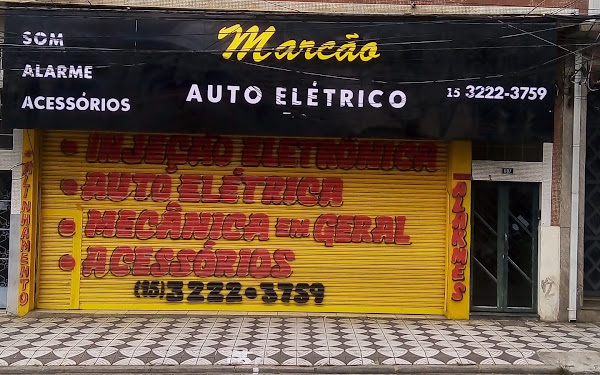 SOM
ALARME
ACESSÓRIOS
Marcão
AUTO ELÉTRICO
15 3222-3759
• INJEÇÃO ELETRÔNICA
• AUTO ELÉTRICA
• MECÂNICA EM GERAL
• ACESSÓRIOS
(15)3222•3759
ALARMES